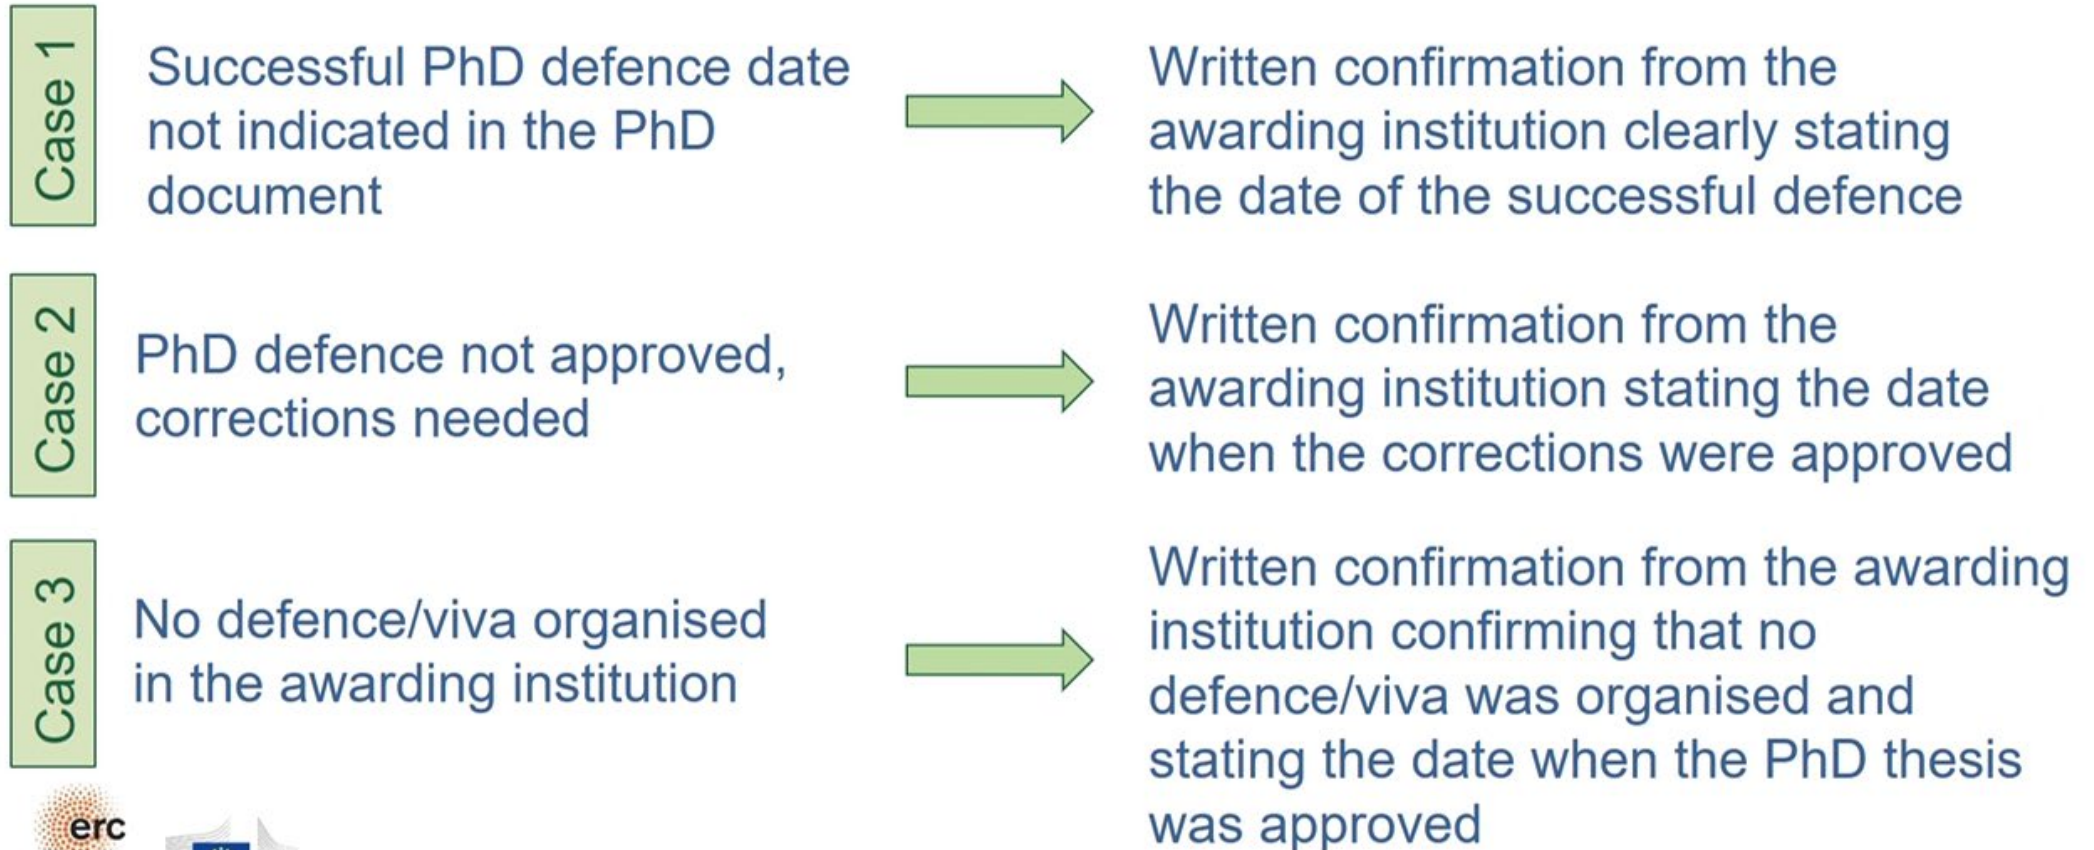 Case 1
Successful PhD defence date
not indicated in the PhD
document
Written confirmation from the
awarding institution clearly stating
the date of the successful defence
Case 2
PhD defence not approved,
corrections needed
Written confirmation from the
awarding institution stating the date
when the corrections were approved
Case 3
No defence/viva organised
in the awarding institution
Written confirmation from the awarding
institution confirming that no
defence/viva was organised and
stating the date when the PhD thesis
was approved
erc